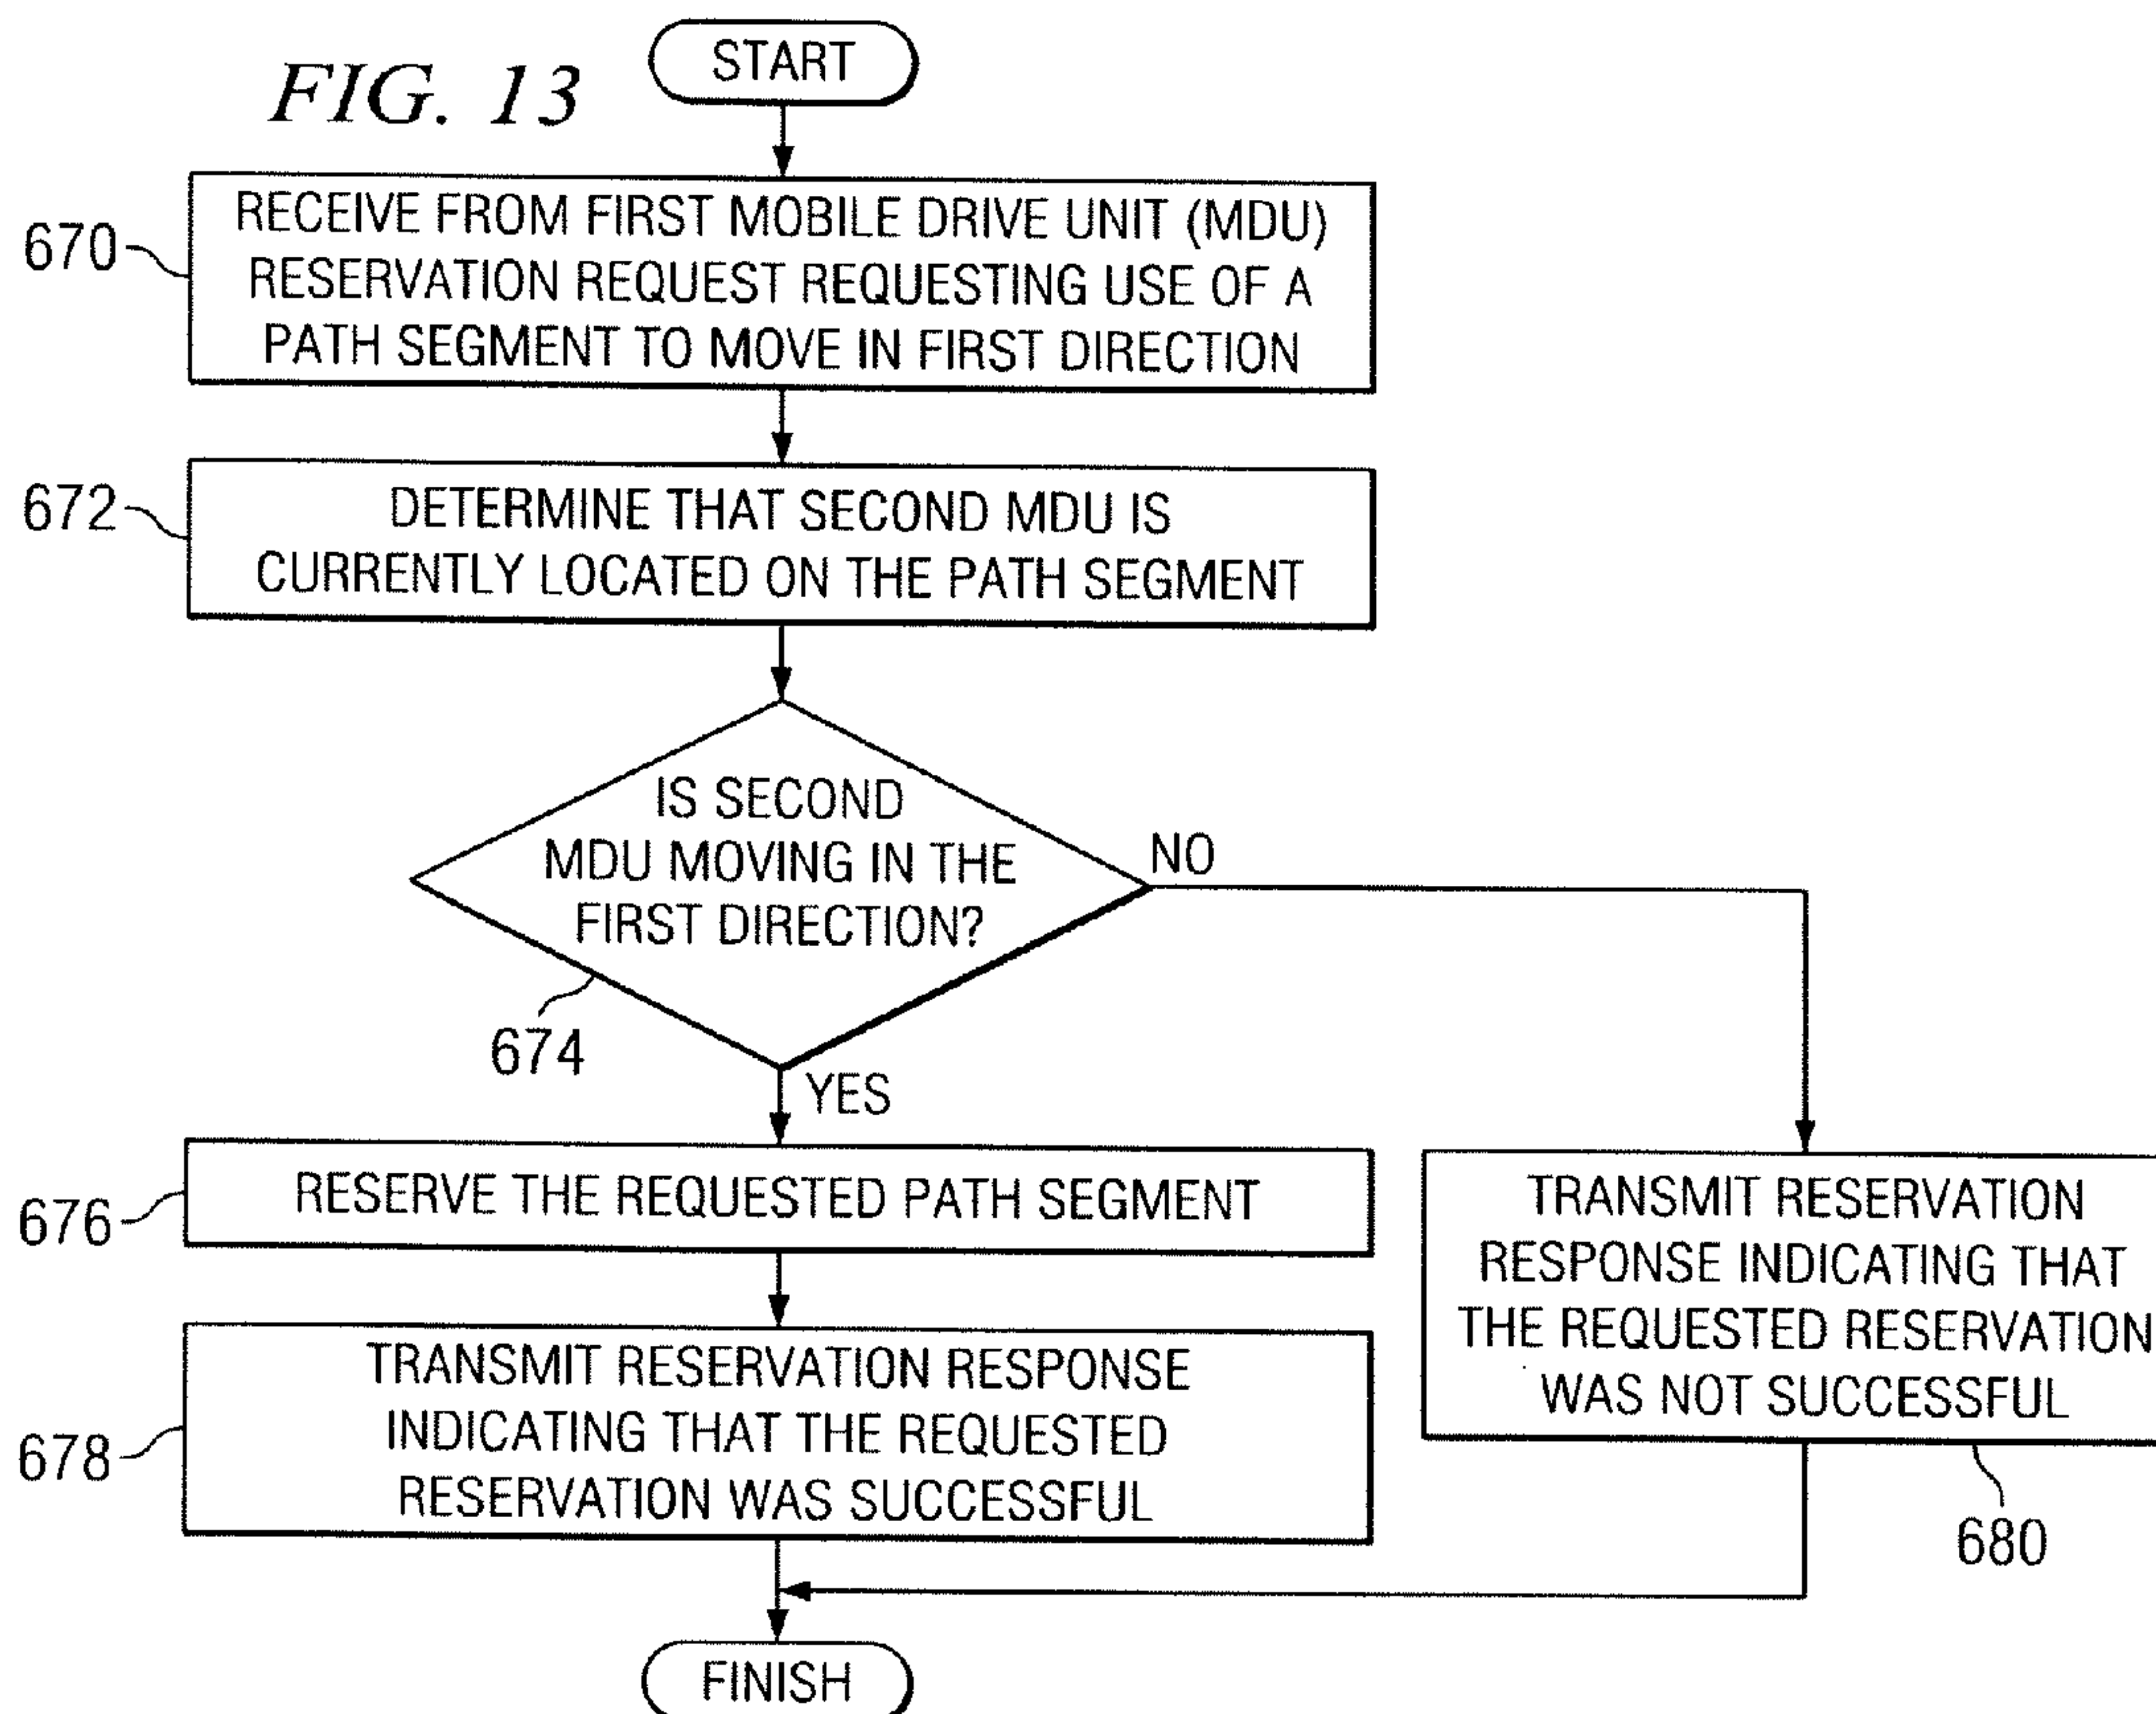 FIG. 13
START
670
RECEIVE FROM FIRST MOBILE DRIVE UNIT (MDU)
RESERVATION REQUEST REQUESTING USE OF A
PATH SEGMENT TO MOVE IN FIRST DIRECTION
672
DETERMINE THAT SECOND MDU IS
CURRENTLY LOCATED ON THE PATH SEGMENT
IS SECOND
MDU MOVING IN THE
FIRST DIRECTION?
NO
674
YES
676
RESERVE THE REQUESTED PATH SEGMENT
678
TRANSMIT RESERVATION RESPONSE
INDICATING THAT THE REQUESTED
RESERVATION WAS SUCCESSFUL
TRANSMIT RESERVATION
RESPONSE INDICATING THAT
THE REQUESTED RESERVATION
WAS NOT SUCCESSFUL
680
FINISH